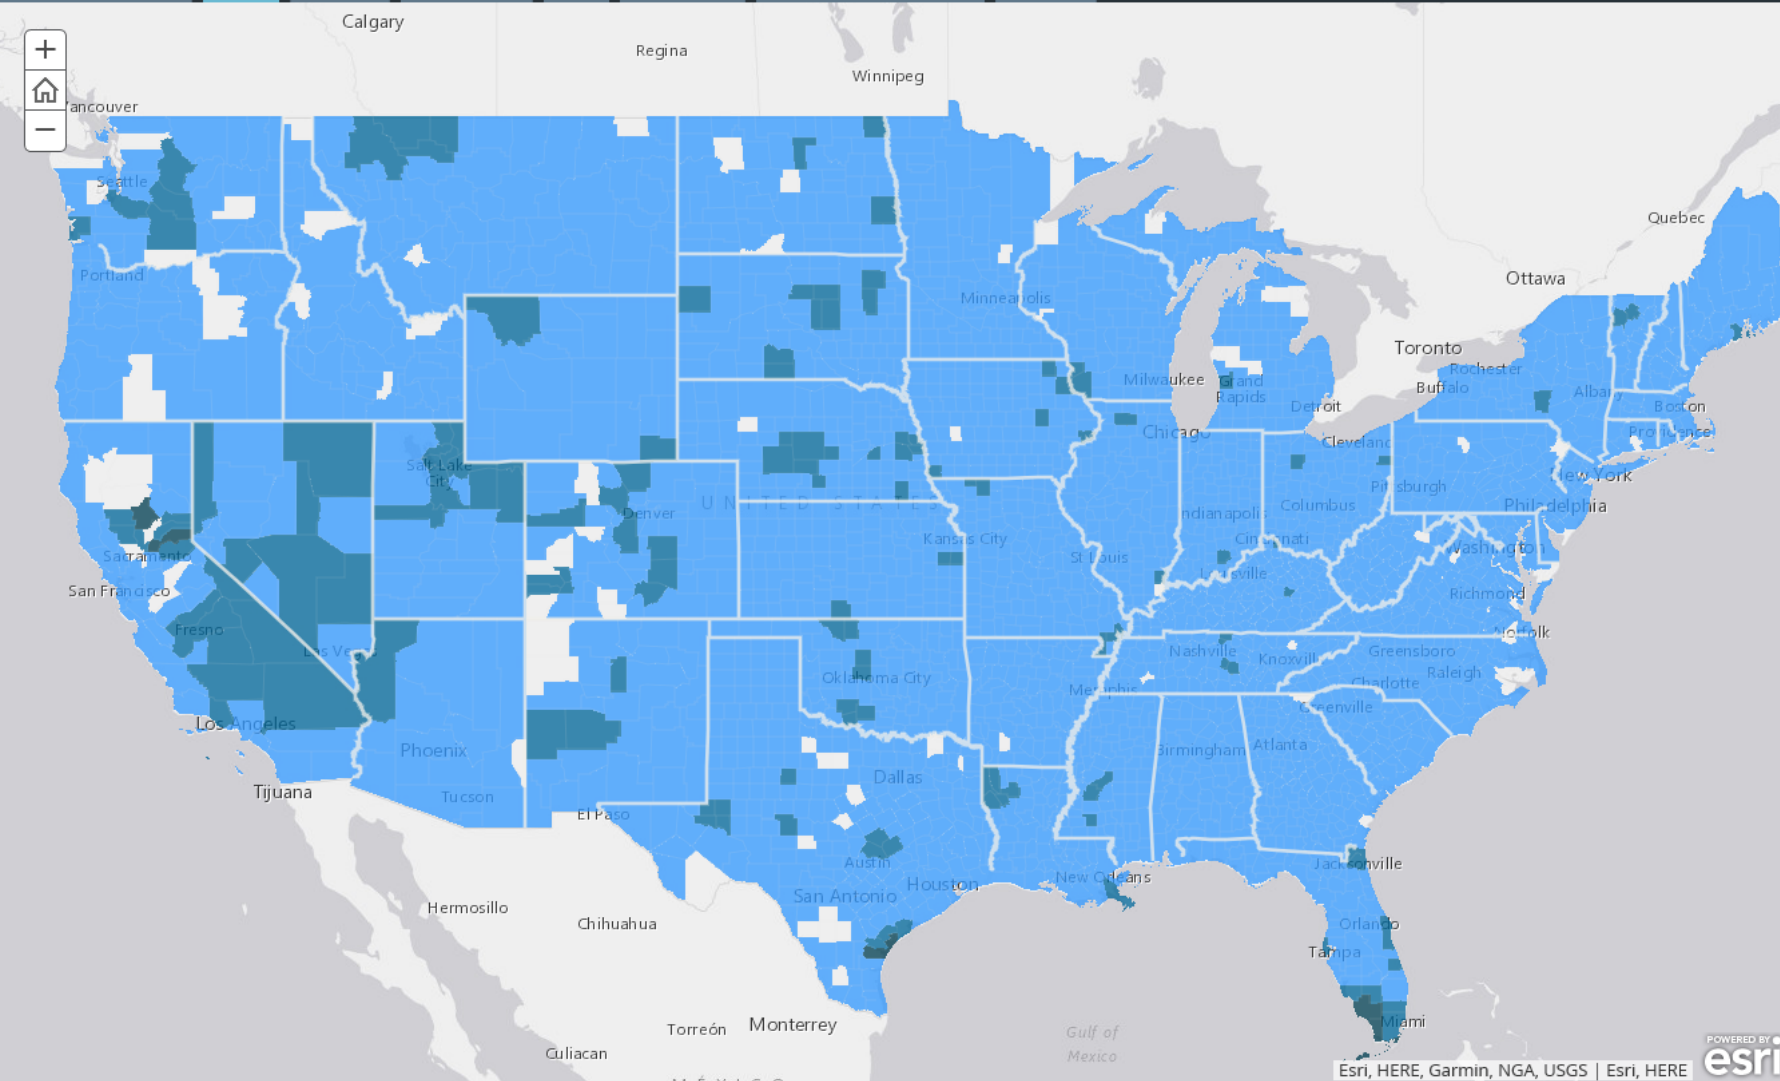 Calgary
Regina
Winnipeg
ancouver
Seattle
Quebec
Portland
Ottawa
Minneapolis
Toronto
Milwaukee
Grand
Rapids
Rochester
Buffalo
Albany
Detroit
Boston
Chicago
Cleveland
Providence
Salt Lake
City
New York
Pittsburgh
UNITED STATES
Denver
Indianapolis
Columbus
Philadelphia
Kansas City
Cincinnati
Sacramento
St Louis
Washington
San Francisco
Louisville
Richmond
Fresno
Norfolk
Las Vegas
Nashville
Knoxville
Greensboro
Oklahoma City
Raleigh
Memphis
Charlotte
Los Angeles
Greenville
Phoenix
Birmingham
Atlanta
Dallas
Tijuana
Tucson
El Paso
Austin
Jacksonville
New Orleans
San Antonio
Houston
Hermosillo
Chihuahua
Orlando
Tampa
Torreón
Monterrey
Miami
Gulf of
Mexico
Culiacan
POWERED BY
esri
Esri, HERE, Garmin, NGA, USGS | Esri, HERE